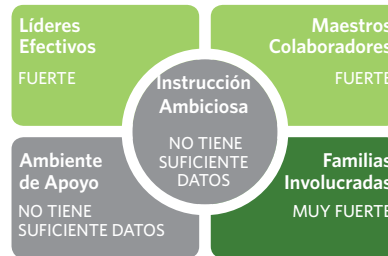 Líderes
Efectivos
FUERTE
Maestros
Colaboradores
FUERTE
Instrucción
Ambiciosa
NO TIENE
SUFICIENTE
DATOS
Ambiente
de Apoyo
NO TIENE
SUFICIENTE DATOS
Familias
Involucradas
MUY FUERTE